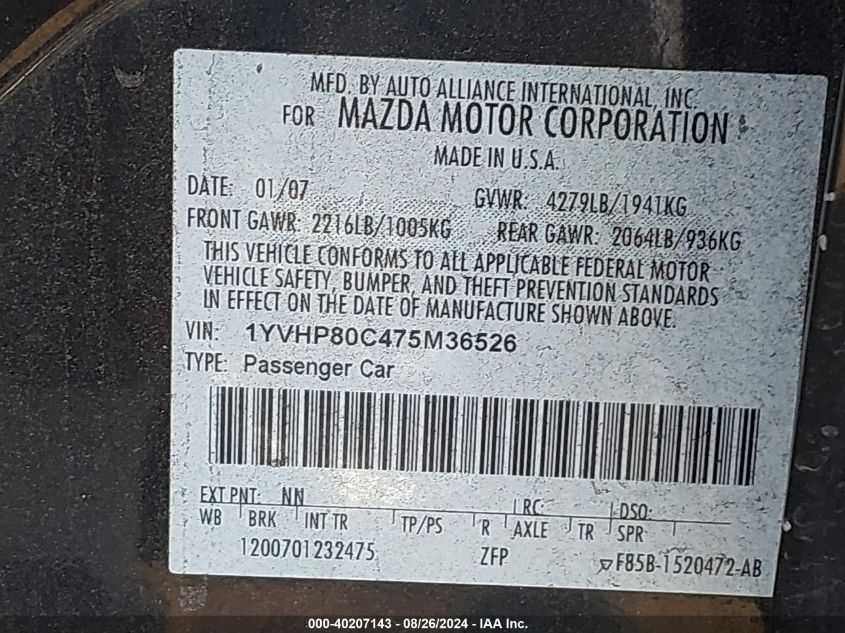 MFD. BY AUTO ALLIANCE INTERNATIONAL, INC.
FOR MAZDA MOTOR CORPORATION
MADE IN U.S.A.
DATE: 01/07 GVWR: 4279LB/1941KG
FRONT GAWR: 2216LB/1005KG REAR GAWR: 2064LB/936KG
THIS VEHICLE CONFORMS TO ALL APPLICABLE FEDERAL MOTOR
VEHICLE SAFETY, BUMPER, AND THEFT PREVENTION STANDARDS
IN EFFECT ON THE DATE OF MANUFACTURE SHOWN ABOVE.
VIN: 1YVHP80C475M36526
TYPE: Passenger Car
EXT PNT: NN RC: DSO:
WB BRK INT TR TP/PS R AXLE TR SPR
1200701232475 ZFP F85B-1520472-AB
000-40207143 - 08/26/2024 - IAA Inc.